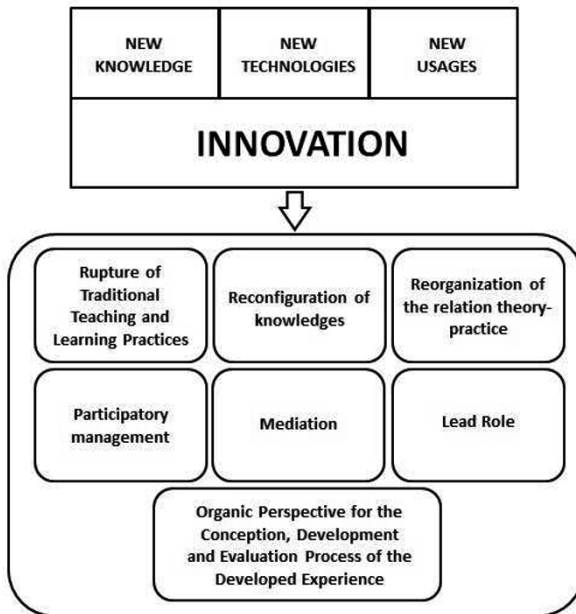 NEW
KNOWLEDGE
NEW
TECHNOLOGIES
NEW
USAGES
INNOVATION
Rupture of
Traditional
Teaching and
Learning Practices
Reconfiguration of
knowledges
Reorganization of
the relation theory-
practice
Participatory
management
Mediation
Lead Role
Organic Perspective for the
Conception, Development
and Evaluation Process of the
Developed Experience